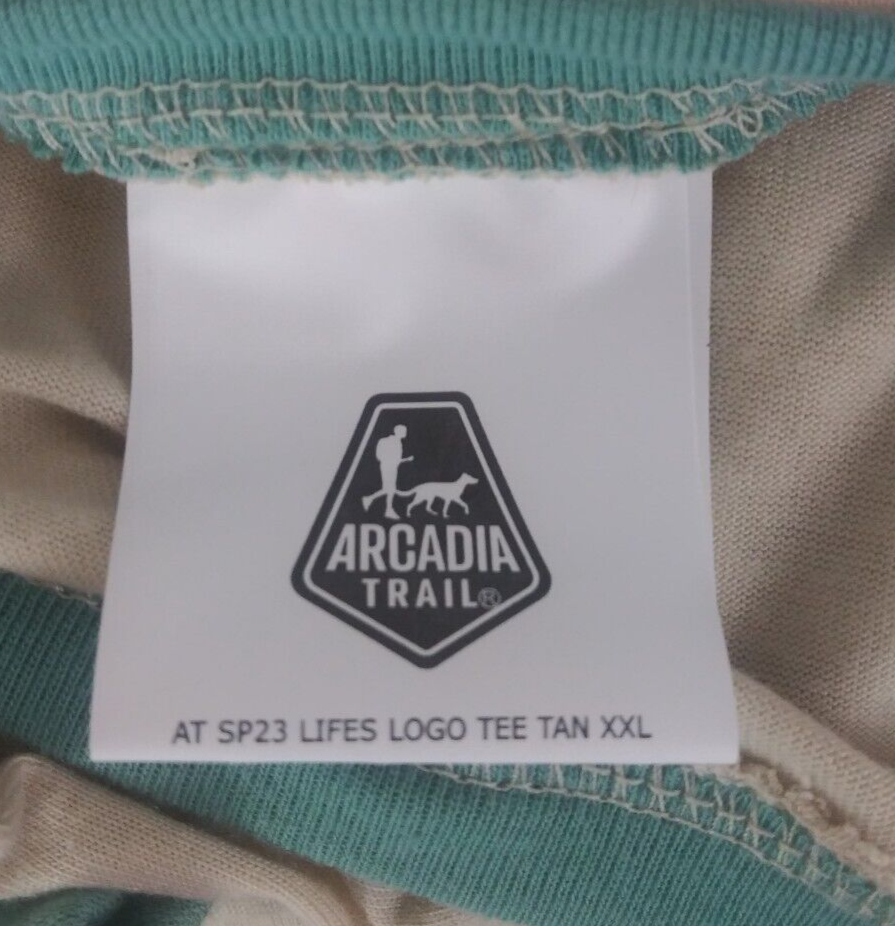 ARCADIA
TRAIL®
AT SP23 LIFES LOGO TEE TAN XXL